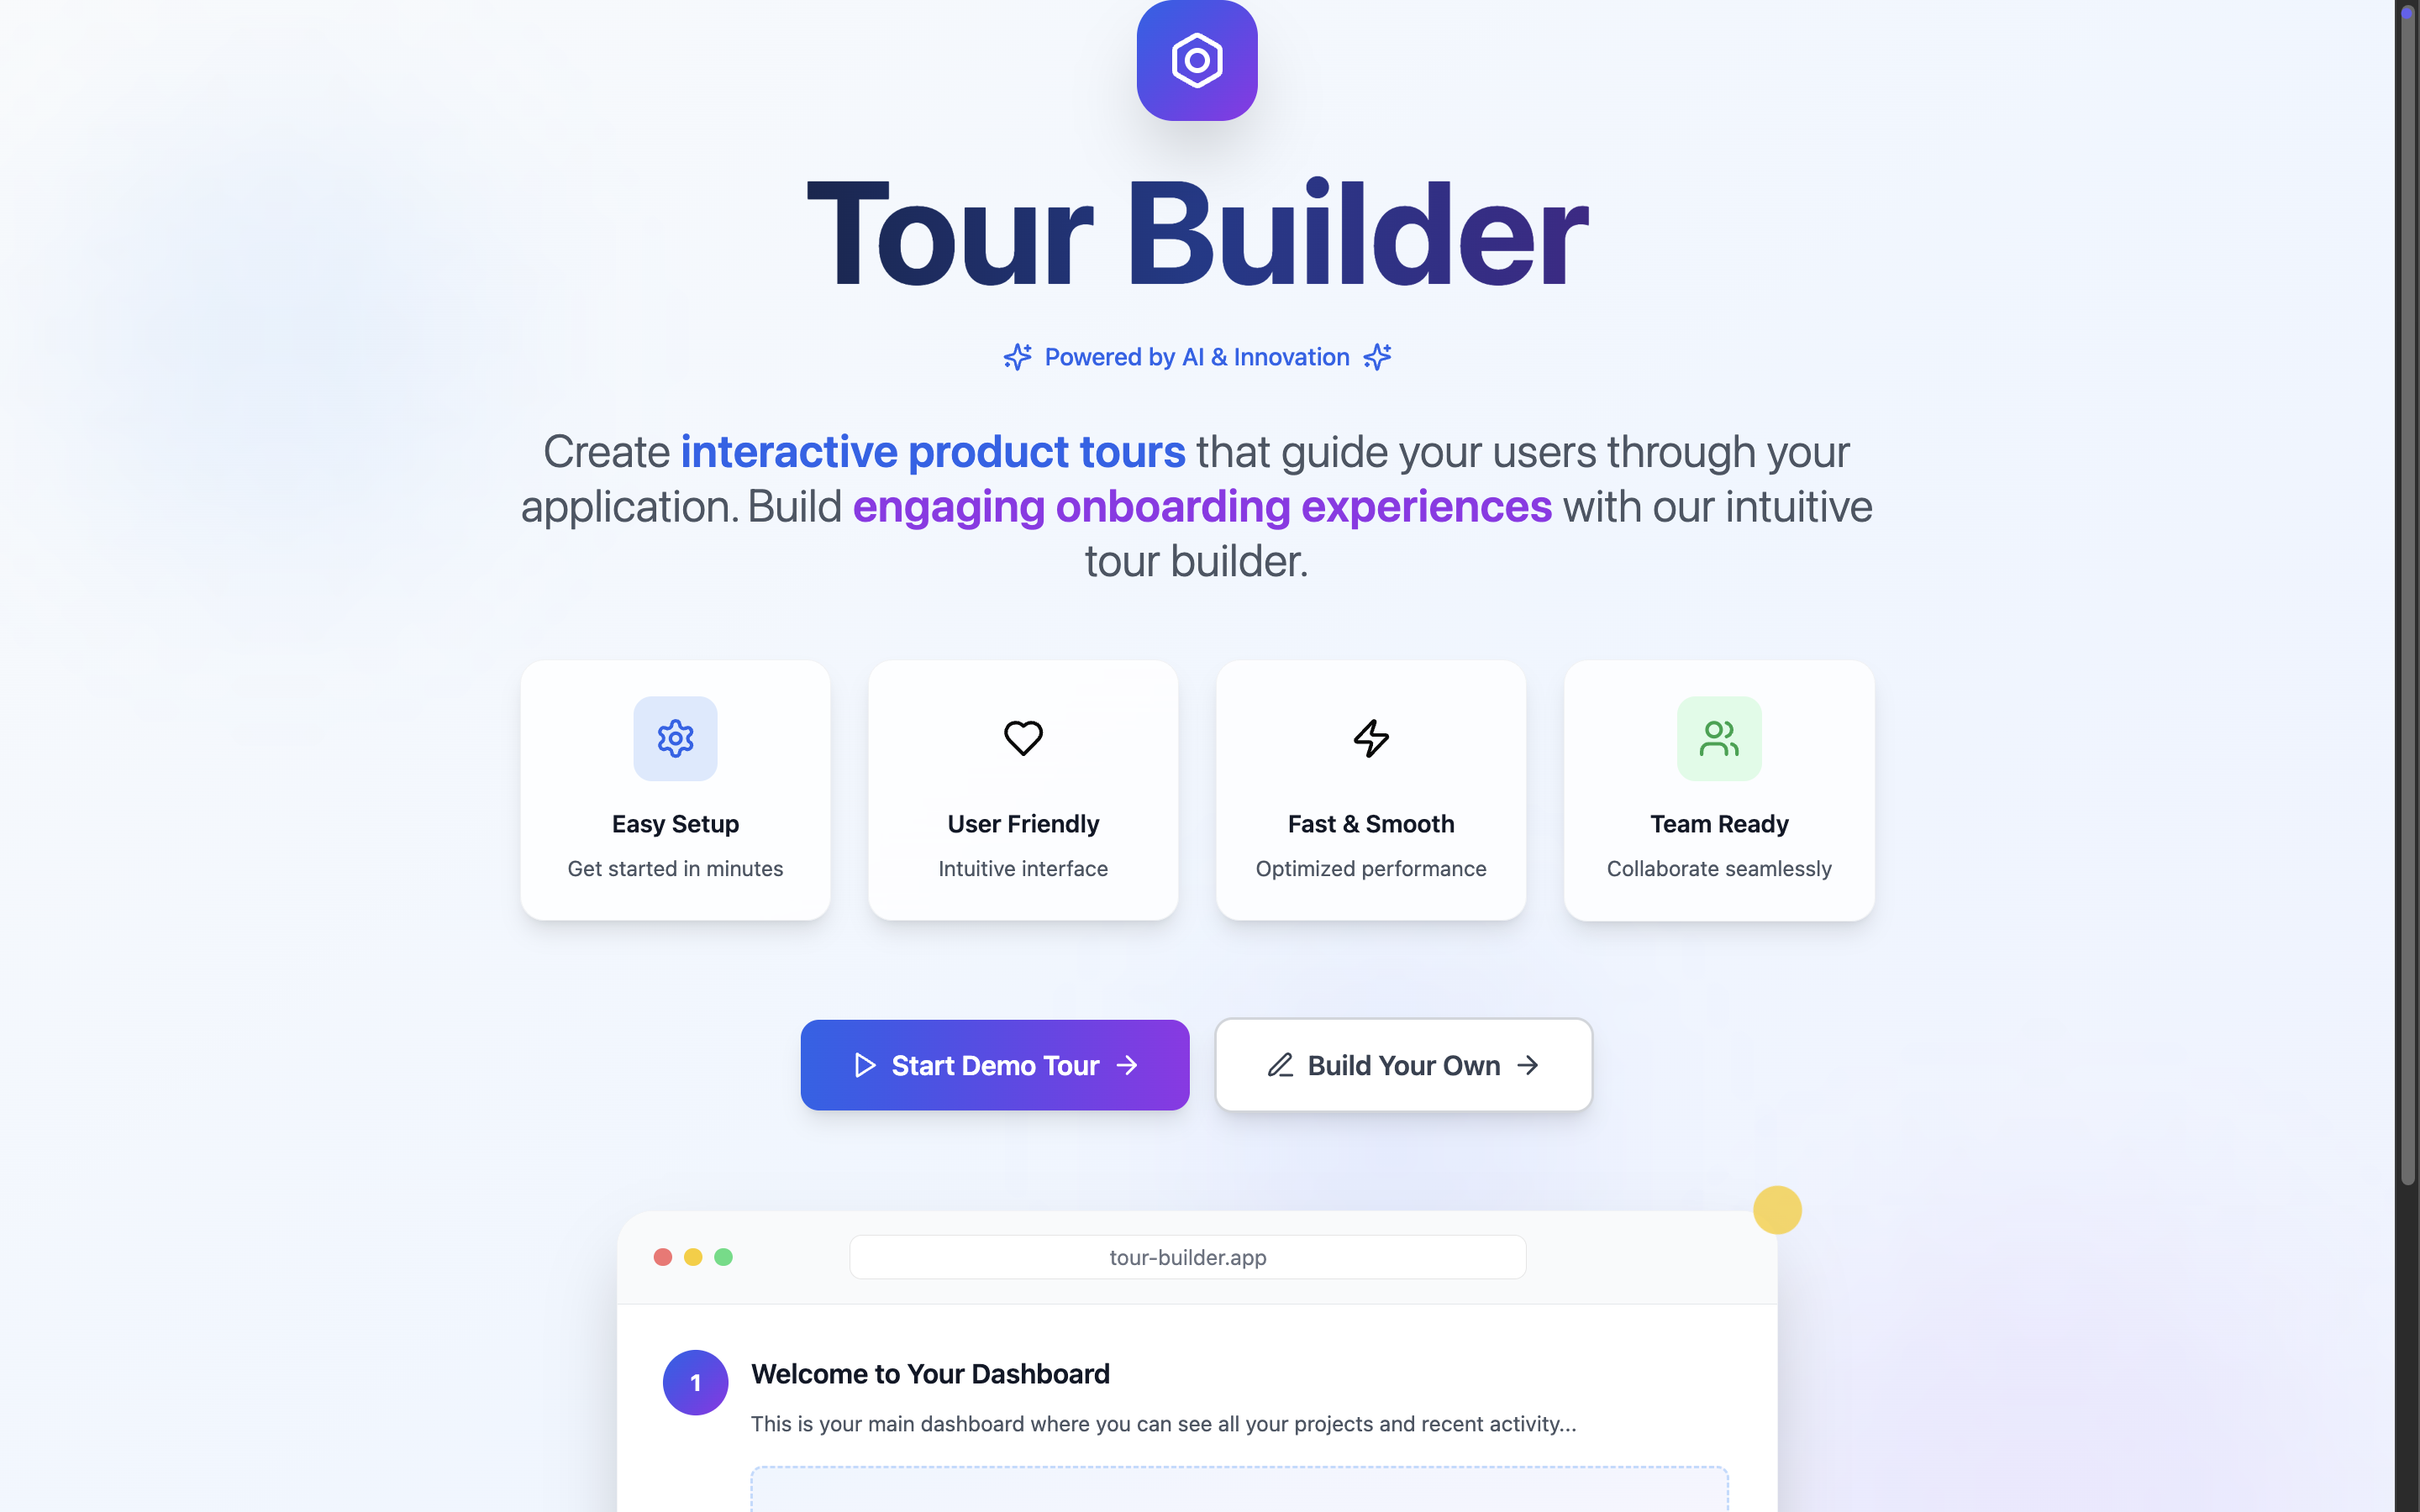 Tour Builder
Powered by AI & Innovation
Create interactive product tours that guide your users through your
application. Build engaging onboarding experiences with our intuitive
tour builder.
Easy Setup
Get started in minutes
User Friendly
Intuitive interface
Fast & Smooth
Optimized performance
Team Ready
Collaborate seamlessly
Start Demo Tour
Build Your Own
tour-builder.app
1
Welcome to Your Dashboard
This is your main dashboard where you can see all your projects and recent activity...